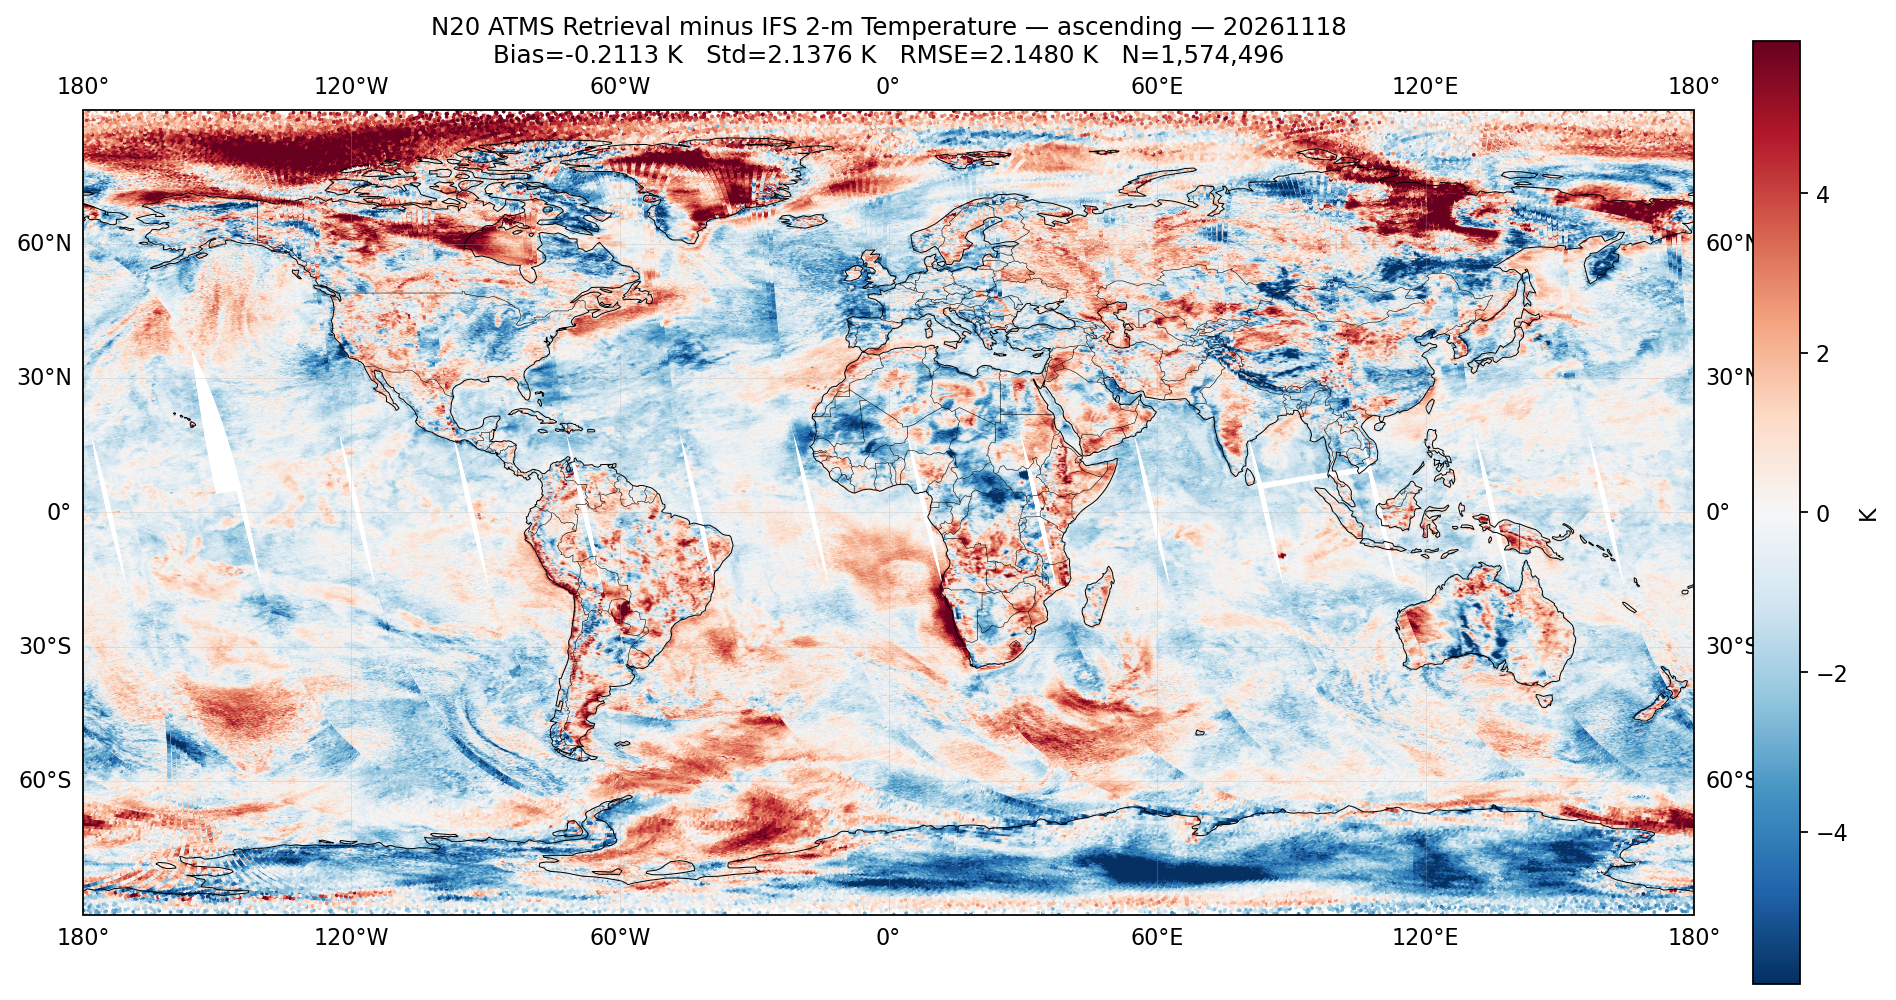 N20 ATMS Retrieval minus IFS 2-m Temperature — ascending — 20261118
Bias=-0.2113 K   Std=2.1376 K   RMSE=2.1480 K   N=1,574,496
180° 120°W 60°W 0° 60°E 120°E 180°
60°N 60°N
30°N 30°N
0° 0°
30°S 30°S
60°S 60°S
180° 120°W 60°W 0° 60°E 120°E 180°
4
2
0
−2
−4
K